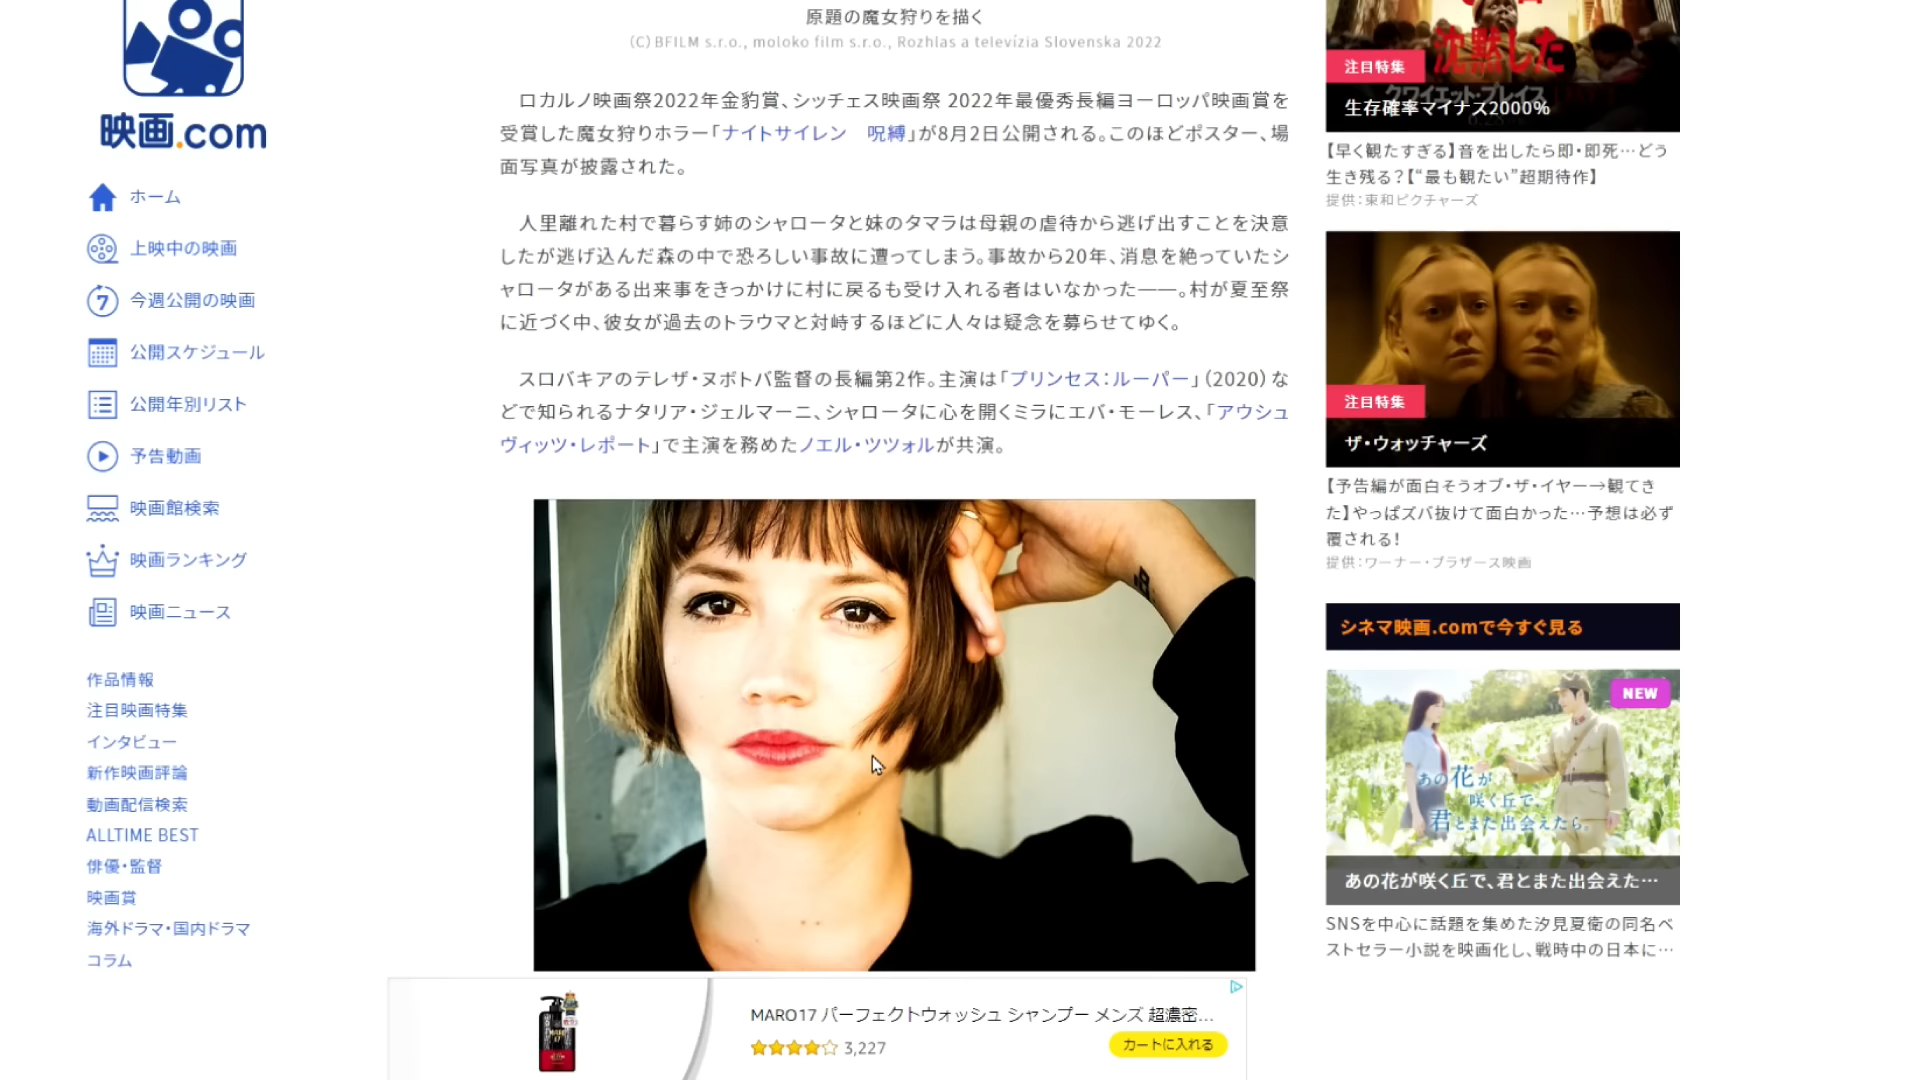 映画.com
ホーム
上映中の映画
今週公開の映画
公開スケジュール
公開年別リスト
予告動画
映画館検索
映画ランキング
映画ニュース
作品情報
注目映画特集
インタビュー
新作映画評論
動画配信検索
ALLTIME BEST
俳優・監督
映画賞
海外ドラマ・国内ドラマ
コラム
原題の魔女狩りを描く
(C)BFILM s.r.o., moloko film s.r.o., Rozhlas a televízia Slovenska 2022
ロカルノ映画祭2022年金豹賞、シッチェス映画祭 2022年最優秀長編ヨーロッパ映画賞を
受賞した魔女狩りホラー「ナイトサイレン 呪縛」が8月2日公開される。このほどポスター、場
面写真が披露された。
人里離れた村で暮らす姉のシャロータと妹のタマラは母親の虐待から逃げ出すことを決意
したが逃げ込んだ森の中で恐ろしい事故に遭ってしまう。事故から20年、消息を絶っていたシ
ャロータがある出来事をきっかけに村に戻るも受け入れる者はいなかった――。村が夏至祭
に近づく中、彼女が過去のトラウマと対峙するほどに人々は疑念を募らせてゆく。
スロバキアのテレザ・ヌボトバ監督の長編第2作。主演は「プリンセス：ルーパー」（2020）な
どで知られるナタリア・ジェルマーニ、シャロータに心を開くミラにエバ・モーレス、「アウシュ
ヴィッツ・レポート」で主演を務めたノエル・ツツォルが共演。
MARO17 パーフェクトウォッシュ シャンプー メンズ 超濃密...
3,227
カートに入れる
沈黙した
注目特集
クワイエット・プレイス
生存確率マイナス2000%
【早く観たすぎる】音を出したら即・即死…どう
生き残る？【“最も観たい”超期待作】
提供：東和ピクチャーズ
注目特集
ザ・ウォッチャーズ
【予告編が面白そうオブ・ザ・イヤー→観てき
た】やっぱズバ抜けて面白かった…予想は必ず
覆される！
提供：ワーナー・ブラザース映画
シネマ映画.comで今すぐ見る
NEW
あの花が
咲く丘で、
君とまた出会えたら。
あの花が咲く丘で、君とまた出会えた…
SNSを中心に話題を集めた汐見夏衛の同名ベ
ストセラー小説を映画化し、戦時中の日本に…